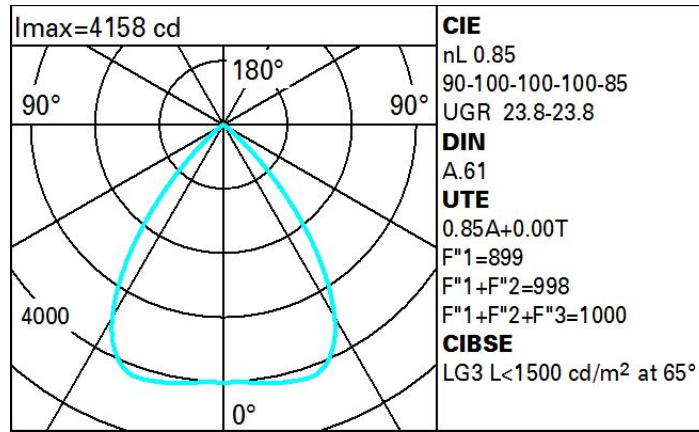 Imax=4158 cd
180°
90°
90°
4000
0°
CIE
nL 0.85
90-100-100-100-85
UGR 23.8-23.8
DIN
A.61
UTE
0.85A+0.00T
F"1=899
F"1+F"2=998
F"1+F"2+F"3=1000
CIBSE
LG3 L<1500 cd/m² at 65°